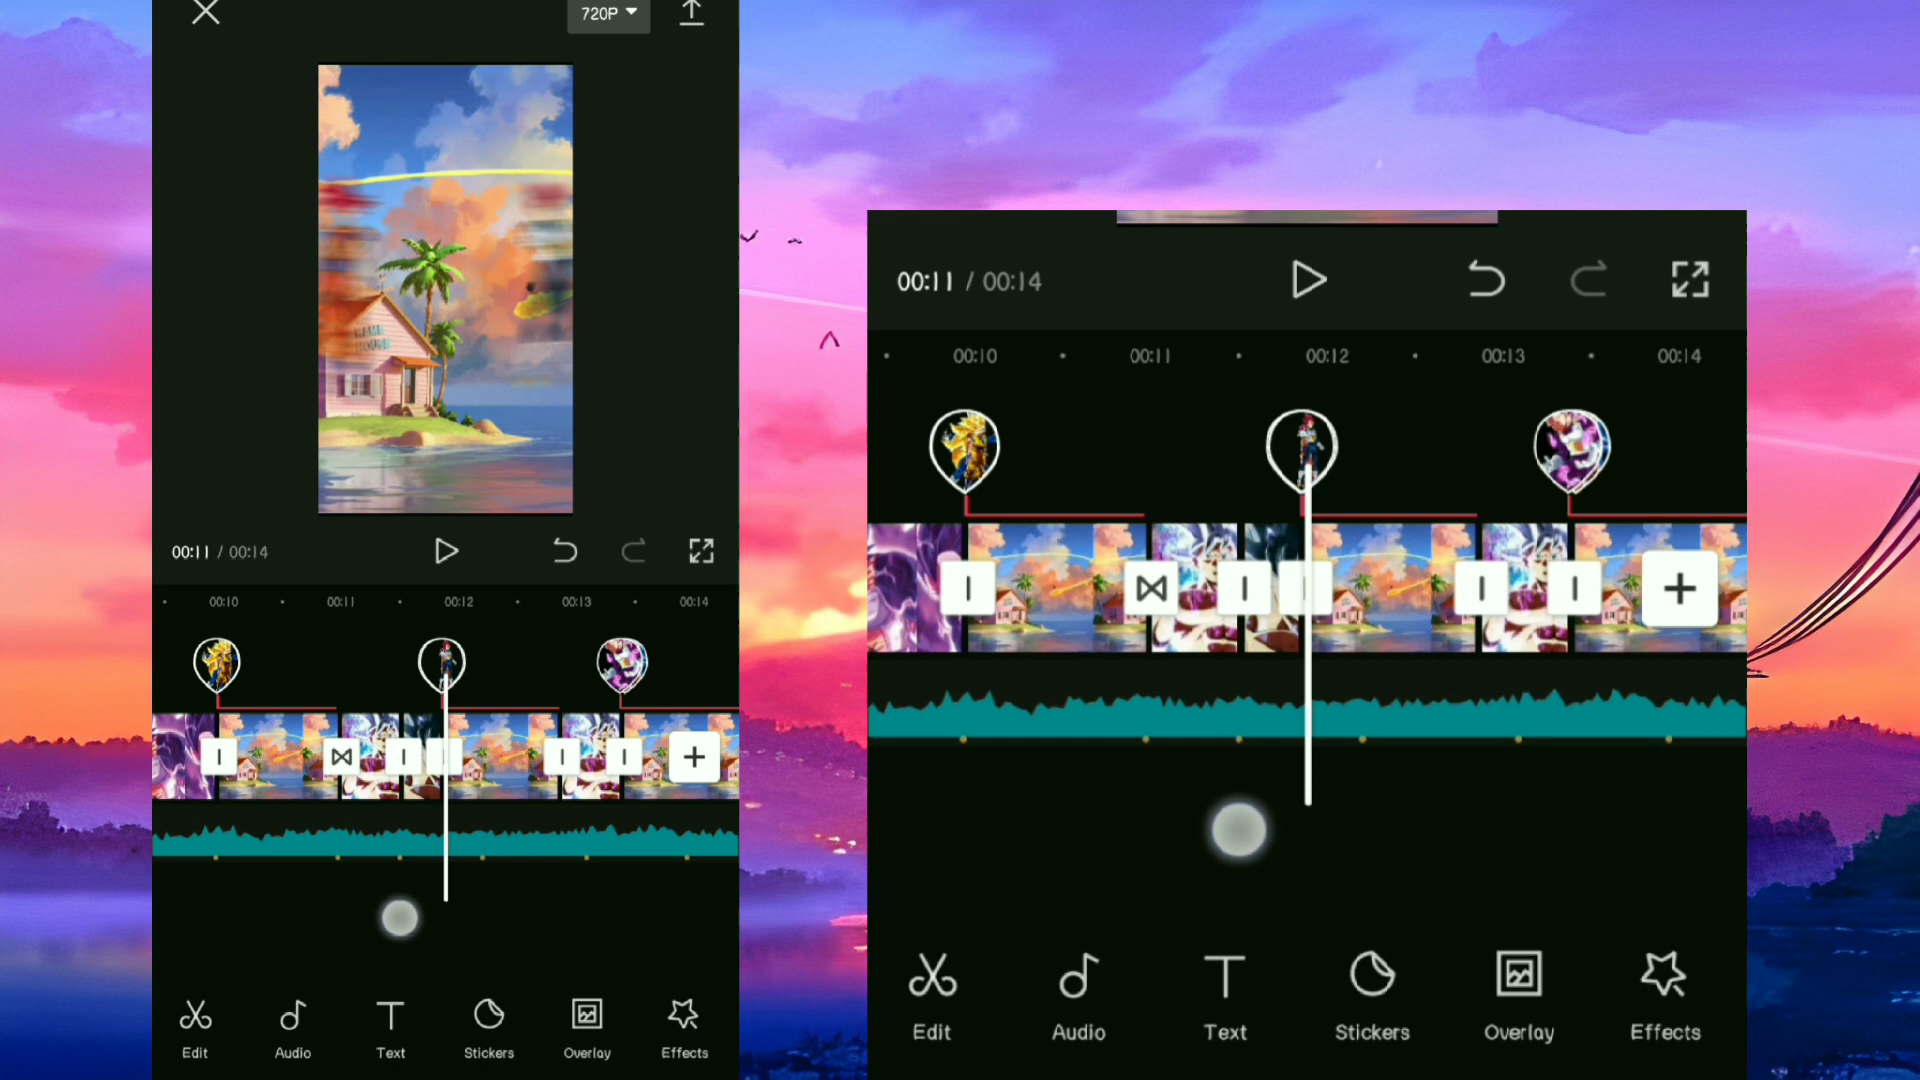 720P
KAME
HOUSE
00:11 / 00:14
00:10 00:11 00:12 00:13 00:14
Edit Audio Text Stickers Overlay Effects
00:11 / 00:14
00:10 00:11 00:12 00:13 00:14
Edit Audio Text Stickers Overlay Effects